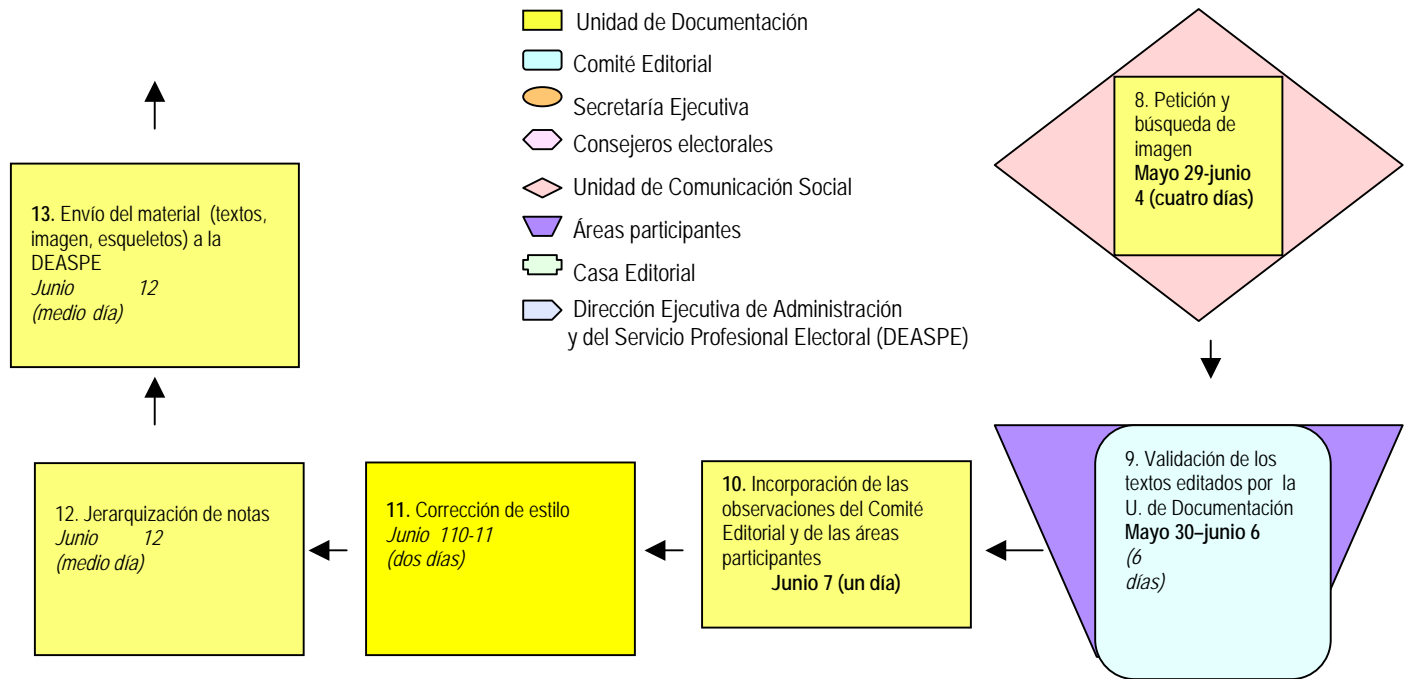 Unidad de Documentación
Comité Editorial
Secretaría Ejecutiva
Consejeros electorales
Unidad de Comunicación Social
Áreas participantes
Casa Editorial
Dirección Ejecutiva de Administración
y del Servicio Profesional Electoral (DEASPE)
8. Petición y
búsqueda de
imagen
Mayo 29-junio
4 (cuatro días)
9. Validación de los
textos editados por la
U. de Documentación
Mayo 30–junio 6
(6
días)
10. Incorporación de las
observaciones del Comité
Editorial y de las áreas
participantes
Junio 7 (un día)
11. Corrección de estilo
Junio 110-11
(dos días)
12. Jerarquización de notas
Junio 12
(medio día)
13. Envío del material (textos,
imagen, esqueletos) a la
DEASPE
Junio 12
(medio día)